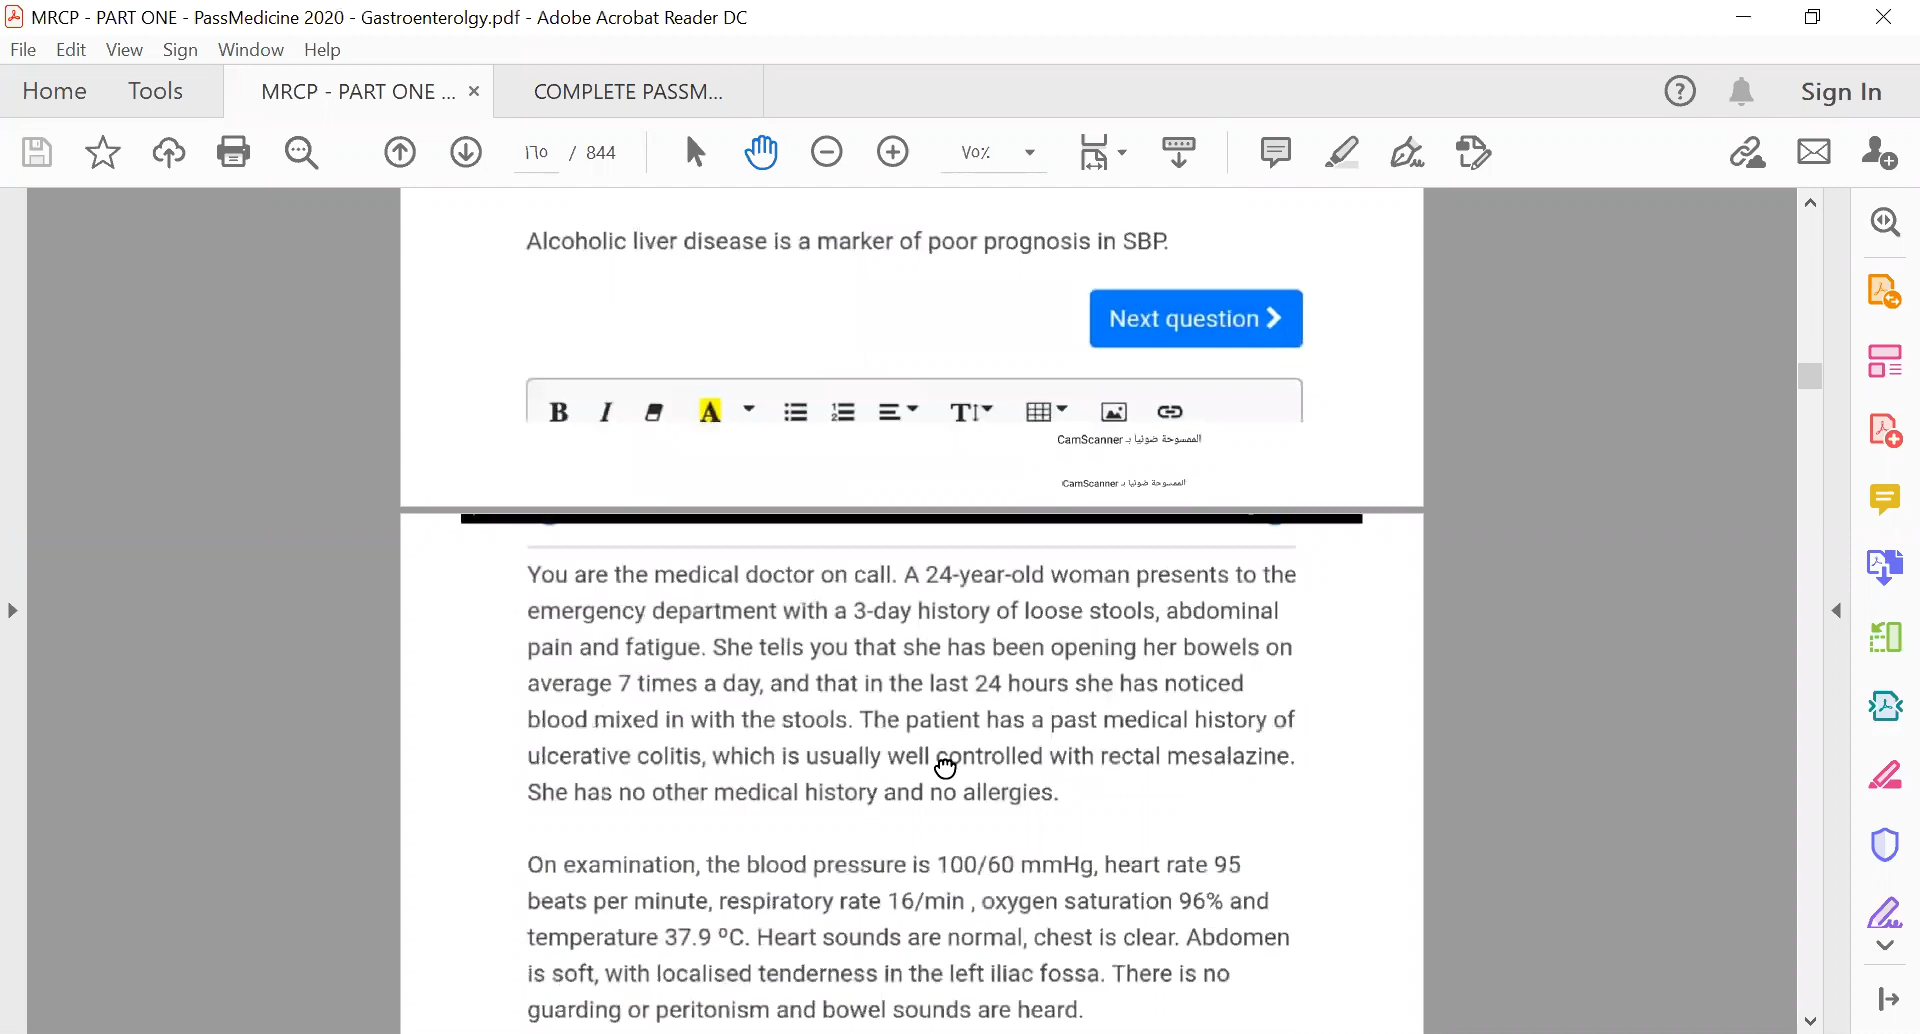 MRCP - PART ONE - PassMedicine 2020 - Gastroenterolgy.pdf - Adobe Acrobat Reader DC
File Edit View Sign Window Help
Home Tools MRCP - PART ONE ... × COMPLETE PASSM... Sign In
١٦٥ / 844 ٧٥٪
Alcoholic liver disease is a marker of poor prognosis in SBP.
Next question
B I A
الممسوحة ضوئيا بـ CamScanner
الممسوحة ضوئيا بـ CamScanner
You are the medical doctor on call. A 24-year-old woman presents to the
emergency department with a 3-day history of loose stools, abdominal
pain and fatigue. She tells you that she has been opening her bowels on
average 7 times a day, and that in the last 24 hours she has noticed
blood mixed in with the stools. The patient has a past medical history of
ulcerative colitis, which is usually well controlled with rectal mesalazine.
She has no other medical history and no allergies.
On examination, the blood pressure is 100/60 mmHg, heart rate 95
beats per minute, respiratory rate 16/min , oxygen saturation 96% and
temperature 37.9 ºC. Heart sounds are normal, chest is clear. Abdomen
is soft, with localised tenderness in the left iliac fossa. There is no
guarding or peritonism and bowel sounds are heard.